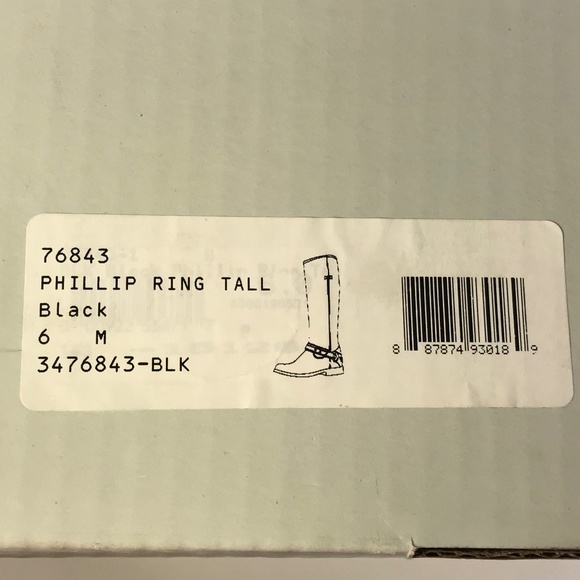 76843
PHILLIP RING TALL
Black
6 M
3476843-BLK
8 87874 93018 9